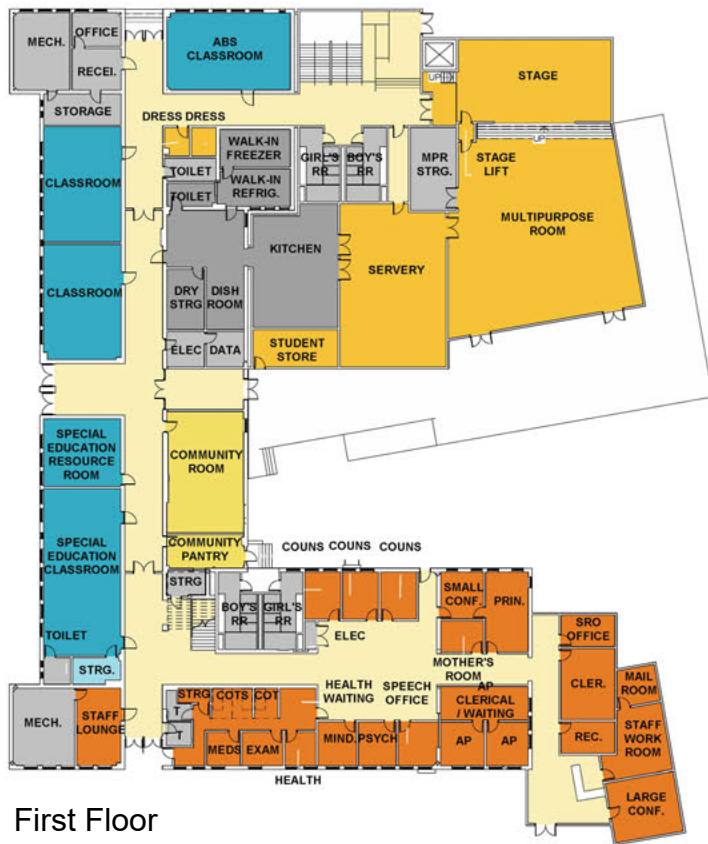 MECH.
OFFICE
RECEI.
ABS
CLASSROOM
UP
STAGE
STORAGE
DRESS DRESS
WALK-IN
FREEZER
GIRL'S
RR
BOY'S
RR
MPR
STRG.
UP
STAGE
LIFT
TOILET
CLASSROOM
TOILET
WALK-IN
REFRIG.
MULTIPURPOSE
ROOM
KITCHEN
SERVERY
CLASSROOM
DRY
STRG
DISH
ROOM
STUDENT
STORE
ELEC
DATA
SPECIAL
EDUCATION
RESOURCE
ROOM
COMMUNITY
ROOM
SPECIAL
EDUCATION
CLASSROOM
COMMUNITY
PANTRY
COUNS
COUNS
COUNS
STRG
BOY'S
RR
GIRL'S
RR
SMALL
CONF.
PRIN.
ELEC
SRO
OFFICE
TOILET
STRG.
MOTHER'S
ROOM
MAIL
ROOM
CLER.
MECH.
STAFF
LOUNGE
STRG
COTS
COT
HEALTH
WAITING
SPEECH
OFFICE
AP
CLERICAL
/ WAITING
T
T
MEDS
EXAM
MIND.
PSYCH
AP
AP
REC.
STAFF
WORK
ROOM
HEALTH
LARGE
CONF.
First Floor